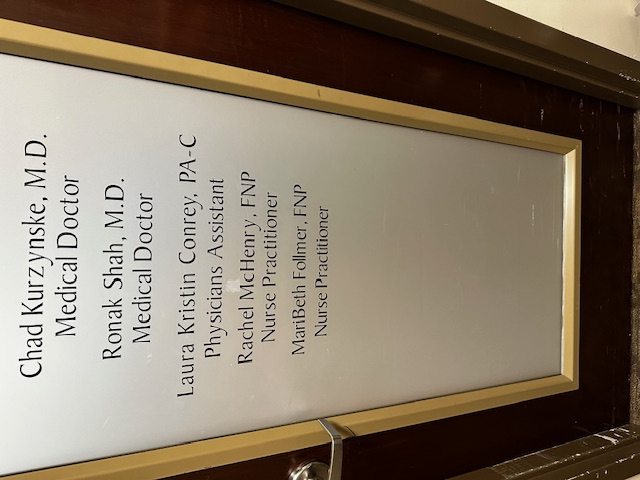 Chad Kurzynske, M.D.
Medical Doctor
Ronak Shah, M.D.
Medical Doctor
Laura Kristin Conrey, PA-C
Physicians Assistant
Rachel McHenry, FNP
Nurse Practitioner
MariBeth Follmer, FNP
Nurse Practitioner